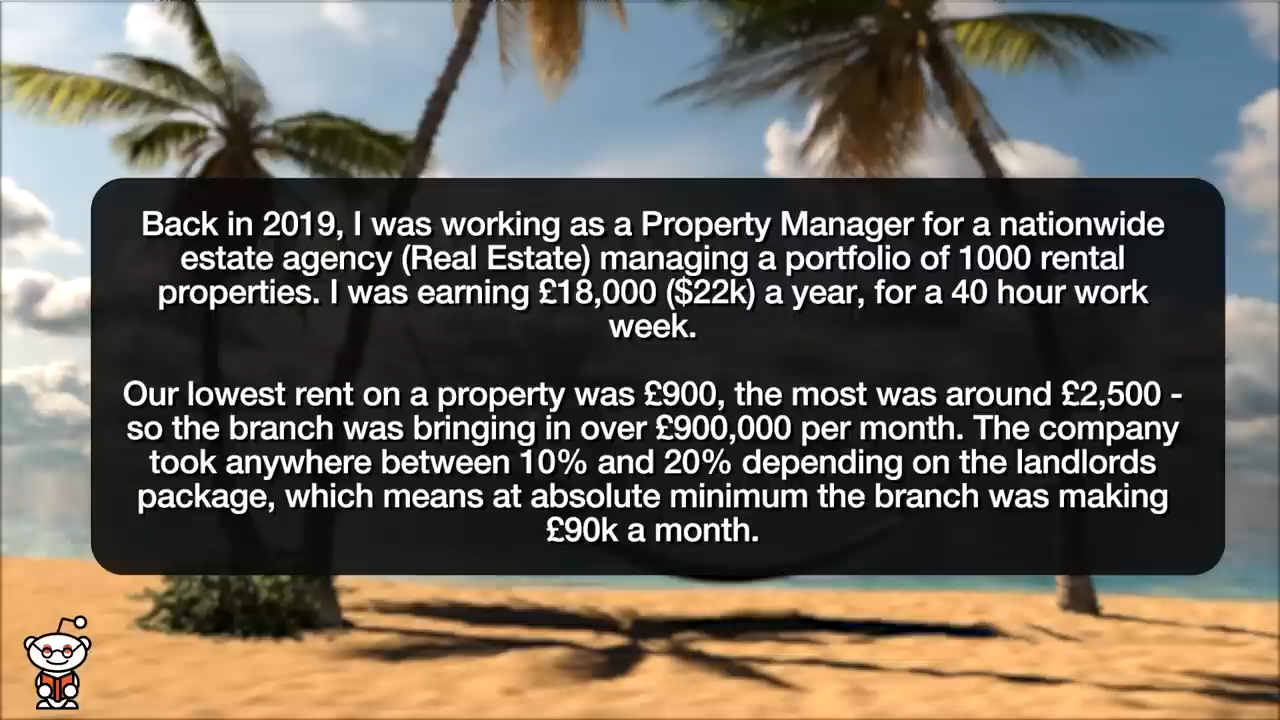 Back in 2019, I was working as a Property Manager for a nationwide
estate agency (Real Estate) managing a portfolio of 1000 rental
properties. I was earning £18,000 ($22k) a year, for a 40 hour work
week.
Our lowest rent on a property was £900, the most was around £2,500 -
so the branch was bringing in over £900,000 per month. The company
took anywhere between 10% and 20% depending on the landlords
package, which means at absolute minimum the branch was making
£90k a month.